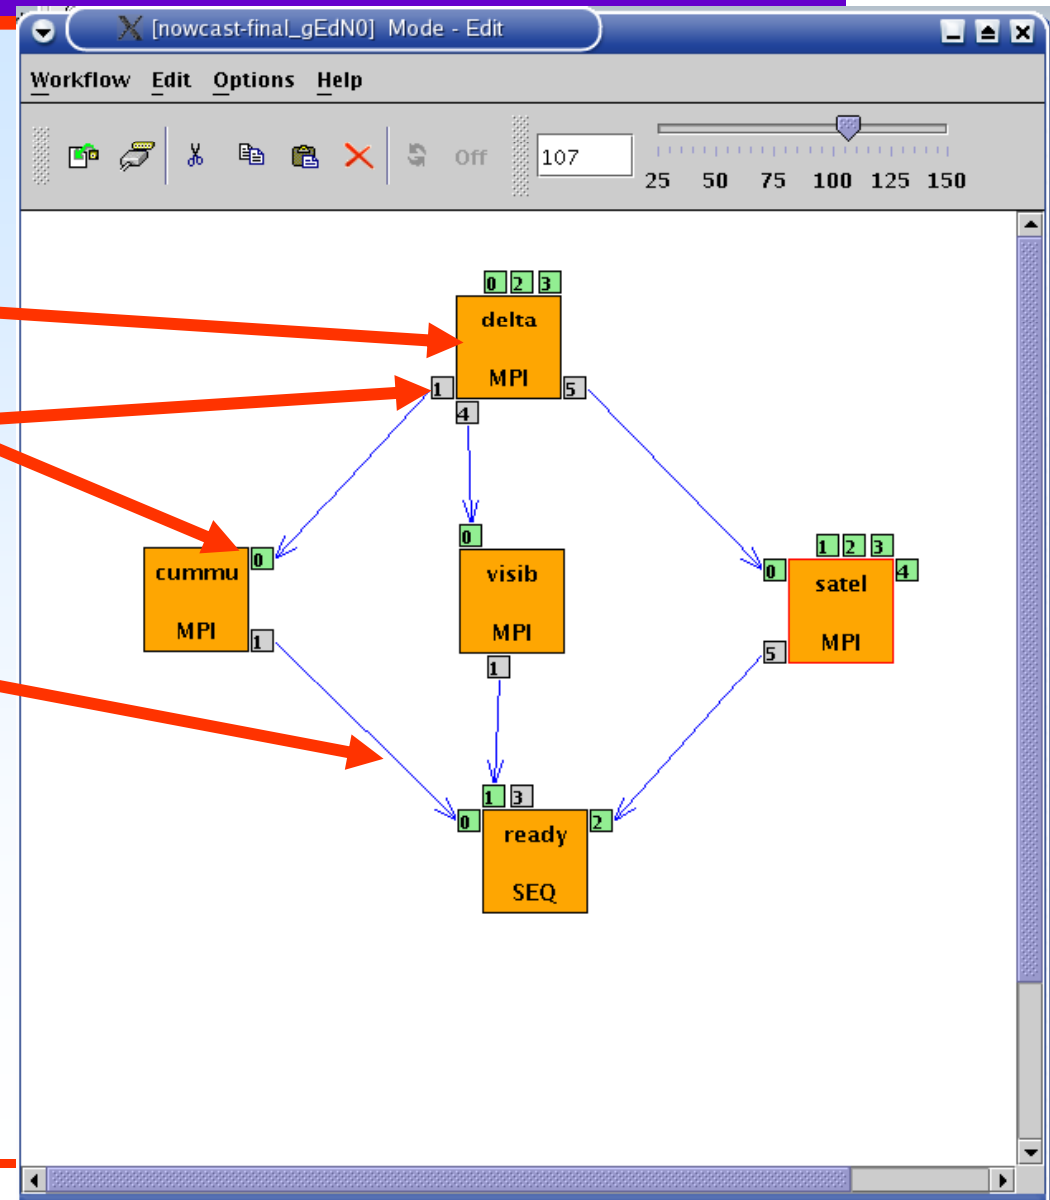 [nowcast-final_gEdN0] Mode - Edit
Workflow Edit Options Help
Off 107
25 50 75 100 125 150
0 2 3
delta
MPI
1 5
4
0
cummu
MPI
1
0
visib
MPI
1
1 2 3
0 4
satel
MPI
5
1 3
0 2
ready
SEQ